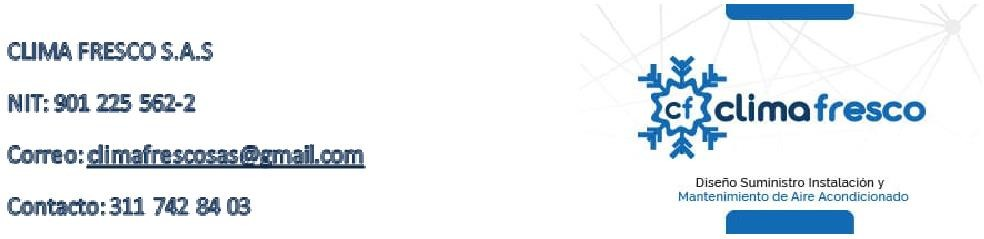 CLIMA FRESCO S.A.S
NIT: 901 225 562-2
Correo: climafrescosas@gmail.com
Contacto: 311 742 84 03
cf climafresco
Diseño Suministro Instalación y
Mantenimiento de Aire Acondicionado